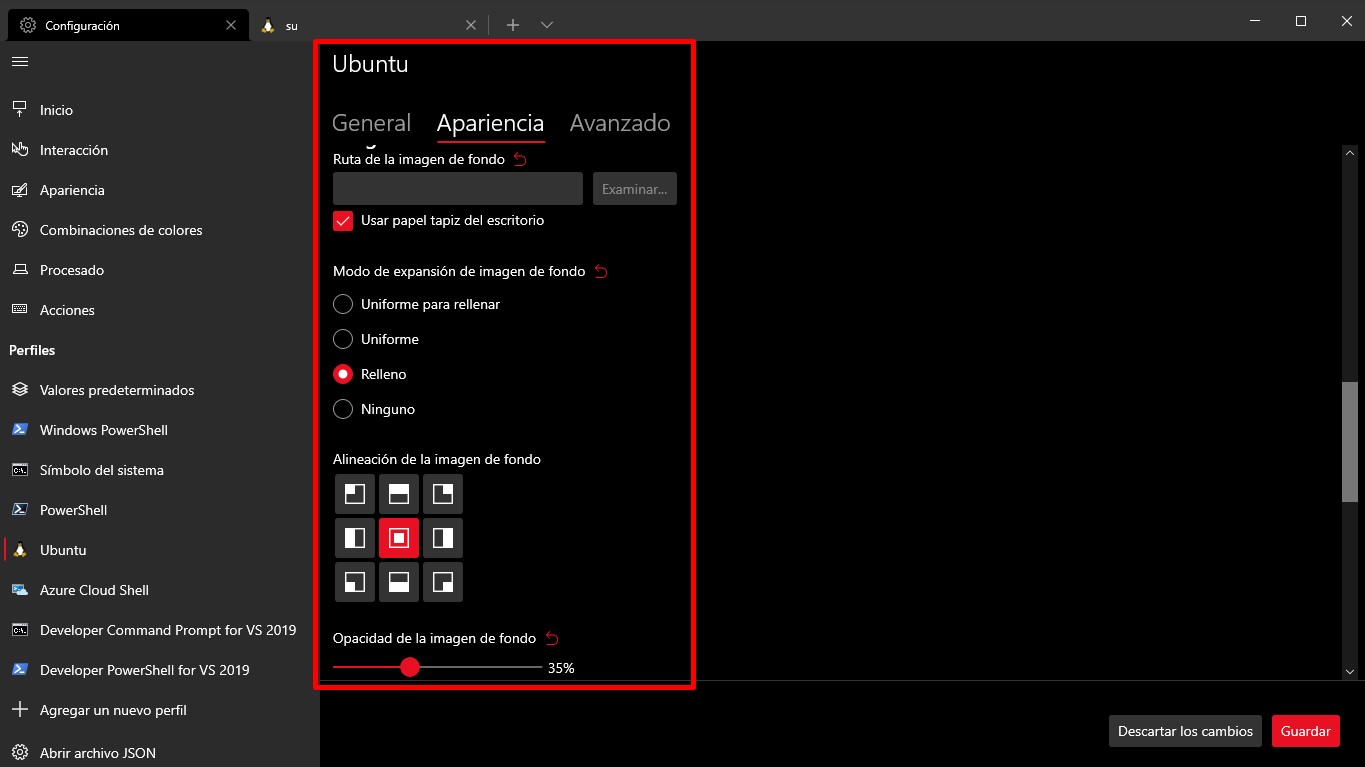 Configuración
su
Inicio
Interacción
Apariencia
Combinaciones de colores
Procesado
Acciones
Perfiles
Valores predeterminados
Windows PowerShell
Símbolo del sistema
PowerShell
Ubuntu
Azure Cloud Shell
Developer Command Prompt for VS 2019
Developer PowerShell for VS 2019
Agregar un nuevo perfil
Abrir archivo JSON
Ubuntu
General Apariencia Avanzado
Ruta de la imagen de fondo
Examinar...
Usar papel tapiz del escritorio
Modo de expansión de imagen de fondo
Uniforme para rellenar
Uniforme
Relleno
Ninguno
Alineación de la imagen de fondo
Opacidad de la imagen de fondo
35%
Descartar los cambios Guardar